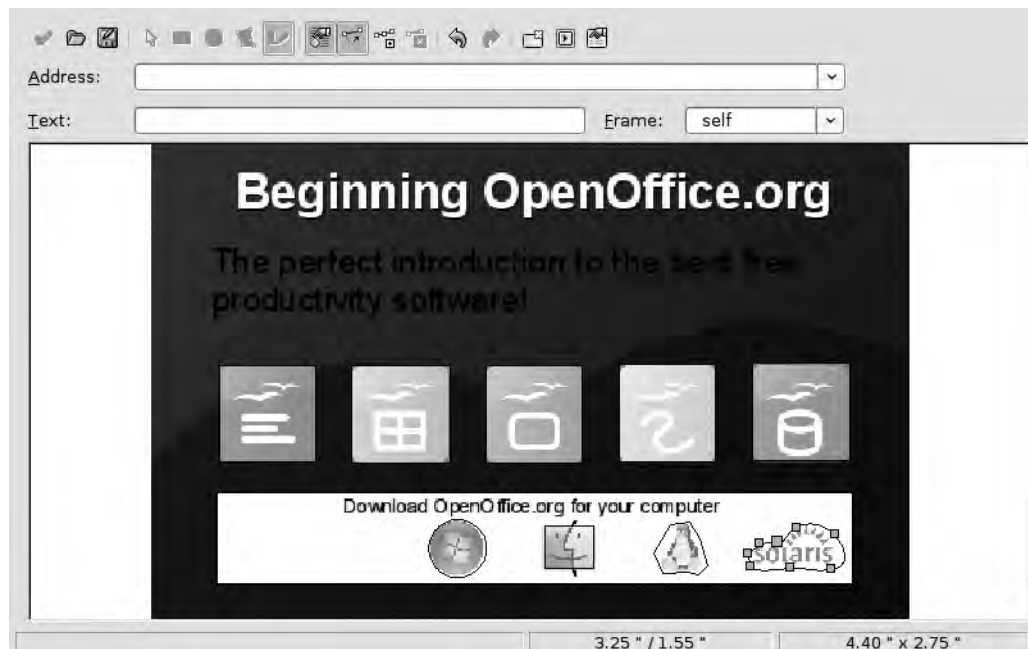 Address:
Text:
Frame: self
Beginning OpenOffice.org
The perfect introduction to the best free
productivity software!
Download OpenOffice.org for your computer
solaris
3.25 " / 1.55 " 4.40 " x 2.75 "